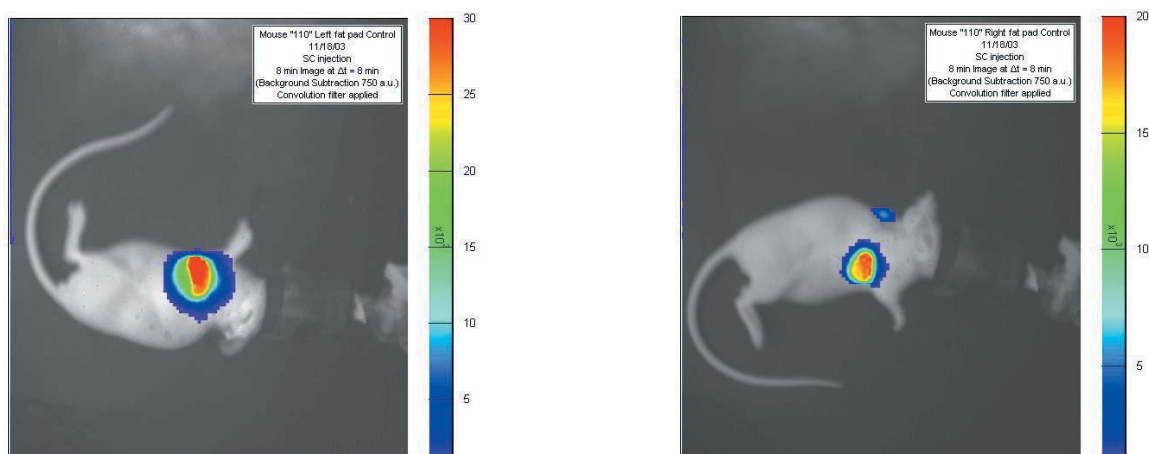 Mouse "110" Left fat pad Control
11/18/03
SC injection
8 min Image at Δt = 8 min
(Background Subtraction 750 a.u.)
Convolution filter applied
30
25
20
x10³
15
10
5
Mouse "110" Right fat pad Control
11/18/03
SC injection
8 min Image at Δt = 8 min
(Background Subtraction 750 a.u.)
Convolution filter applied
20
15
x10³
10
5